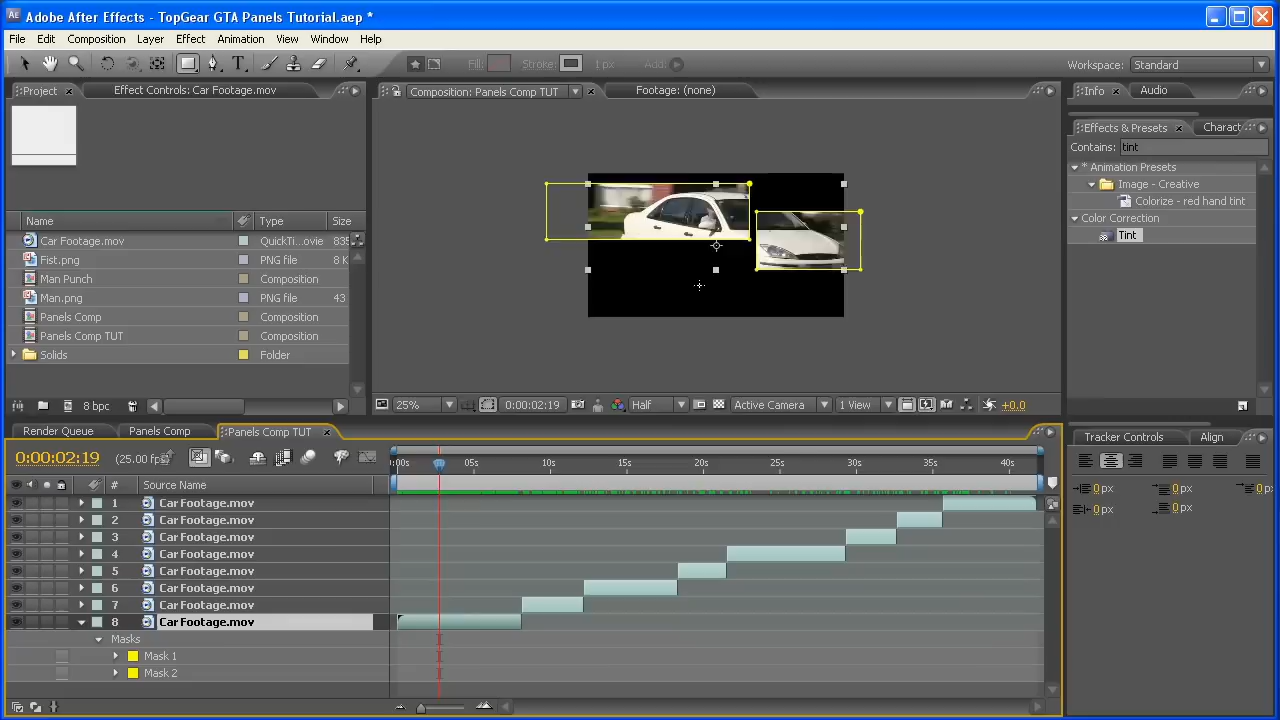 Adobe After Effects - TopGear GTA Panels Tutorial.aep *
File Edit Composition Layer Effect Animation View Window Help
Fill: Stroke: 1 px Add: Workspace: Standard
Project Effect Controls: Car Footage.mov Composition: Panels Comp TUT Footage: (none) Info Audio
Effects & Presets Charact
Contains: tint
* Animation Presets
Image - Creative
Colorize - red hand tint
Color Correction
Tint
Name Type Size
Car Footage.mov QuickTi...ovie 835
Fist.png PNG file 8 K
Man Punch Composition
Man.png PNG file 43
Panels Comp Composition
Panels Comp TUT Composition
Solids Folder
8 bpc 25% 0:00:02:19 Half Active Camera 1 View +0.0
Render Queue Panels Comp Panels Comp TUT
Tracker Controls Align
0:00:02:19 (25.00 fps)
05s 10s 15s 20s 25s 30s 35s 40s
# Source Name
1 Car Footage.mov
2 Car Footage.mov
3 Car Footage.mov
4 Car Footage.mov
5 Car Footage.mov
6 Car Footage.mov
7 Car Footage.mov
8 Car Footage.mov
Masks
Mask 1
Mask 2
0 px 0 px 0 px
0 px 0 px